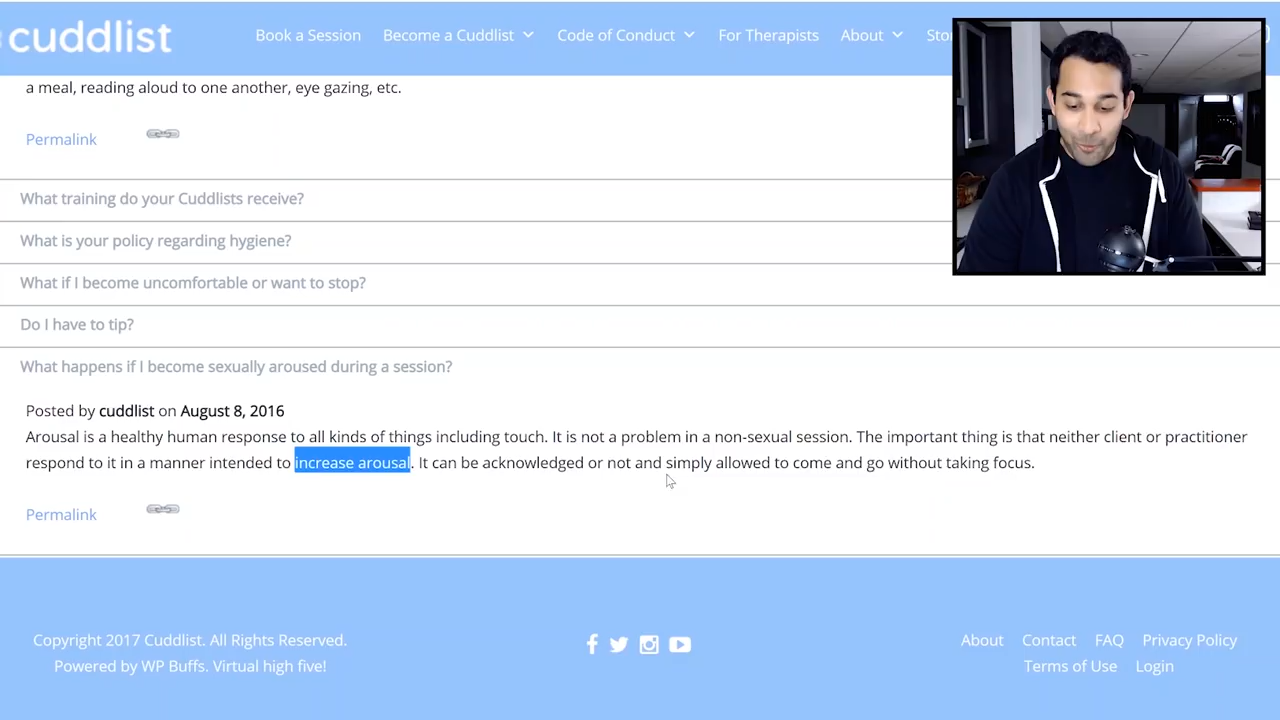 cuddlist
Book a Session Become a Cuddlist Code of Conduct For Therapists About
a meal, reading aloud to one another, eye gazing, etc.
Permalink
What training do your Cuddlists receive?
What is your policy regarding hygiene?
What if I become uncomfortable or want to stop?
Do I have to tip?
What happens if I become sexually aroused during a session?
Posted by cuddlist on August 8, 2016
Arousal is a healthy human response to all kinds of things including touch. It is not a problem in a non-sexual session. The important thing is that neither client or practitioner
respond to it in a manner intended to increase arousal. It can be acknowledged or not and simply allowed to come and go without taking focus.
Permalink
Copyright 2017 Cuddlist. All Rights Reserved.
Powered by WP Buffs. Virtual high five!
About Contact FAQ Privacy Policy
Terms of Use Login